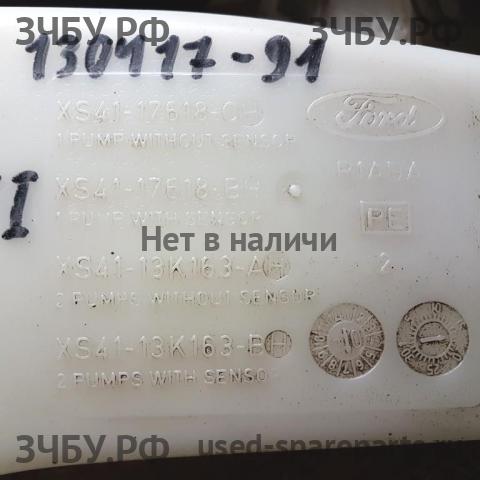 ЗЧБУ.РФ ЗЧБУ.РФ
130417-91
XS41-17618-CH
1 PUMP WITHOUT SENSOR
Ford
XS41-17618-BH
1 PUMP WITH SENSOR
PE
Нет в наличи
XS41-13K163-AH
2 PUMPS WITHOUT SENSOR
2
XS41-13K163-BH
2 PUMPS WITH SENSOR
ЗЧБУ.РФ used-spareparts.ru